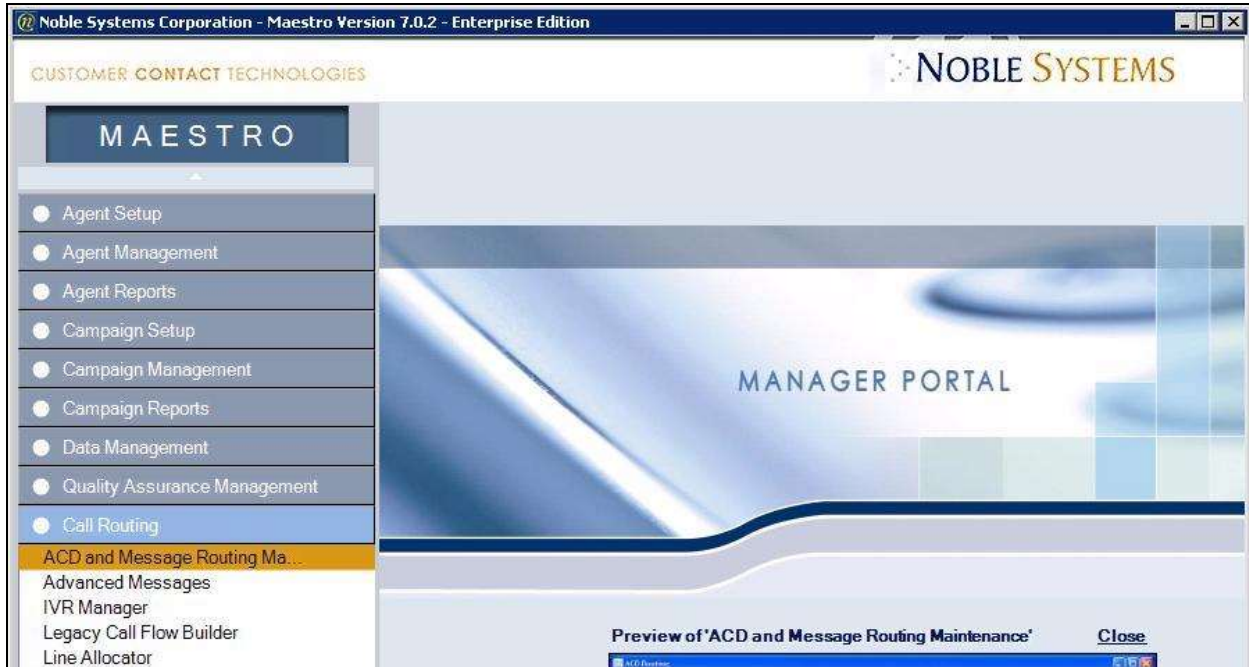 Noble Systems Corporation - Maestro Version 7.0.2 - Enterprise Edition
CUSTOMER CONTACT TECHNOLOGIES
NOBLE SYSTEMS
MAESTRO
Agent Setup
Agent Management
Agent Reports
Campaign Setup
Campaign Management
Campaign Reports
Data Management
Quality Assurance Management
Call Routing
ACD and Message Routing Ma...
Advanced Messages
IVR Manager
Legacy Call Flow Builder
Line Allocator
MANAGER PORTAL
Preview of 'ACD and Message Routing Maintenance' Close